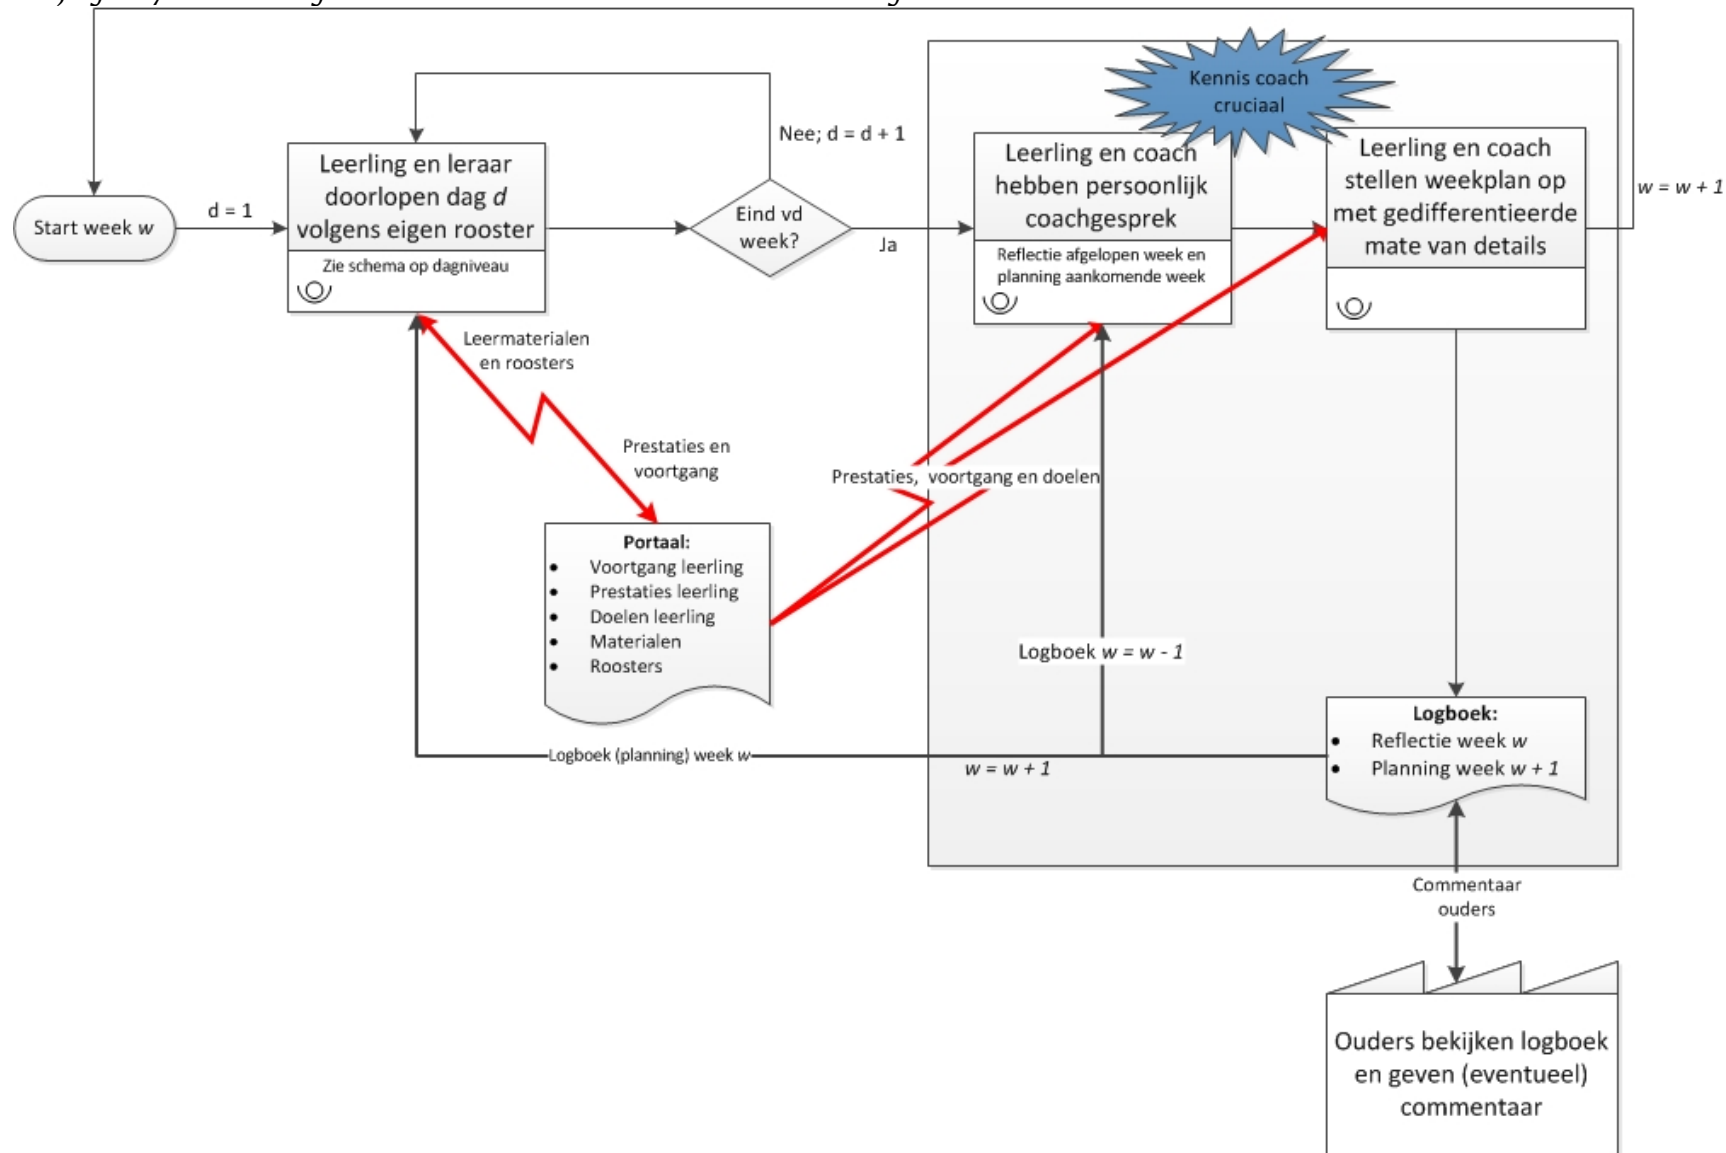 Kennis coach
cruciaal
Nee; d = d + 1
Leerling en leraar
doorlopen dag d
volgens eigen rooster
Zie schema op dagniveau
Leerling en coach
hebben persoonlijk
coachgesprek
Reflectie afgelopen week en
planning aankomende week
Leerling en coach
stellen weekplan op
met gedifferentieerde
mate van details
w = w + 1
Start week w
d = 1
Eind vd
week?
Ja
Leermaterialen
en roosters
Prestaties en
voortgang
Prestaties, voortgang en doelen
Portaal:
• Voortgang leerling
• Prestaties leerling
• Doelen leerling
• Materialen
• Roosters
Logboek w = w - 1
Logboek (planning) week w
w = w + 1
Logboek:
• Reflectie week w
• Planning week w + 1
Commentaar
ouders
Ouders bekijken logboek
en geven (eventueel)
commentaar